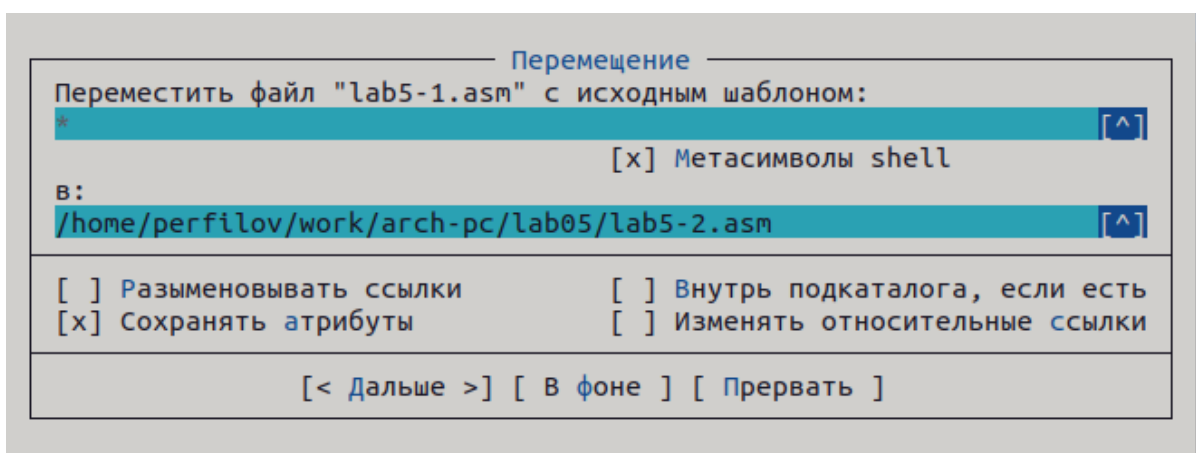 Перемещение
Переместить файл "lab5-1.asm" с исходным шаблоном:
* [^]
[x] Метасимволы shell
в:
/home/perfilov/work/arch-pc/lab05/lab5-2.asm [^]
[ ] Разыменовывать ссылки [ ] Внутрь подкаталога, если есть
[x] Сохранять атрибуты [ ] Изменять относительные ссылки
[< Дальше >] [ В фоне ] [ Прервать ]